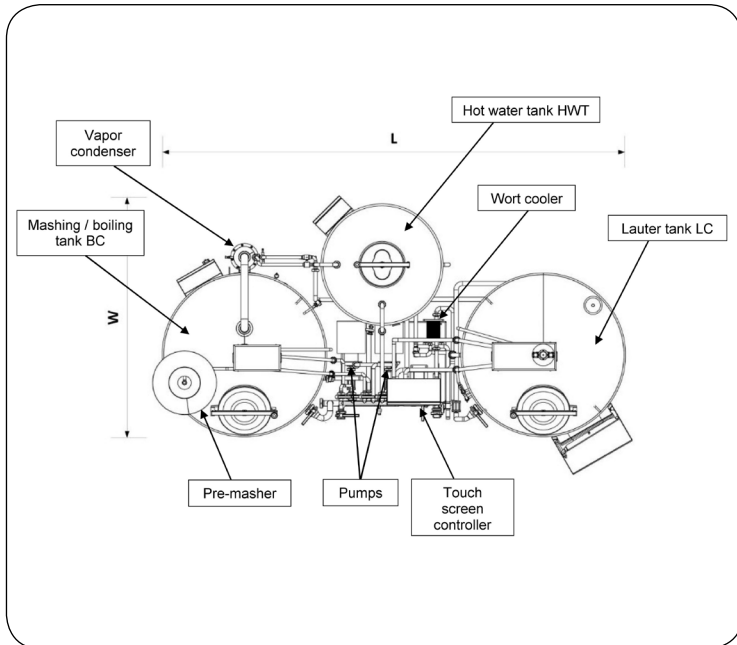 Hot water tank HWT
Vapor
condenser
L
Wort cooler
Mashing / boiling
tank BC
Lauter tank LC
W
Pre-masher
Pumps
Touch
screen
controller